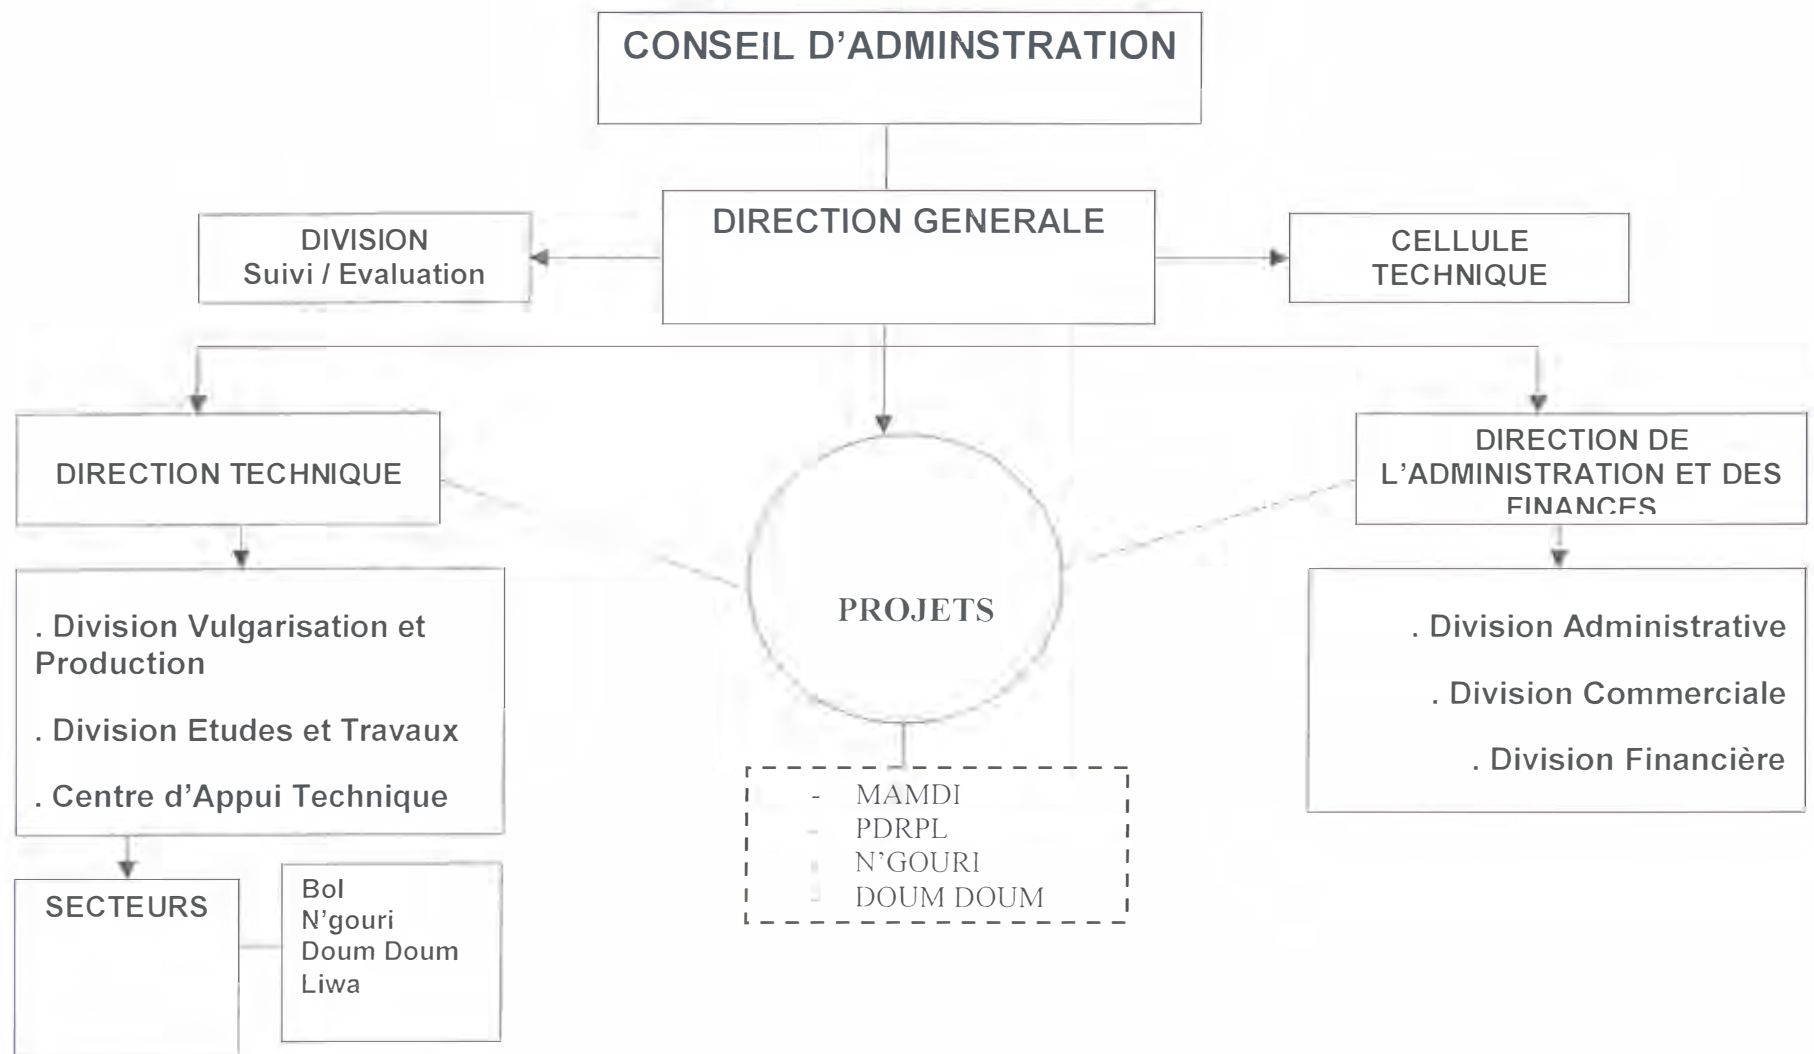 CONSEIL D'ADMINSTRATION
DIRECTION GENERALE
DIVISION
Suivi / Evaluation
CELLULE
TECHNIQUE
DIRECTION TECHNIQUE
DIRECTION DE
L'ADMINISTRATION ET DES
FINANCES
PROJETS
. Division Vulgarisation et
Production
. Division Etudes et Travaux
. Centre d'Appui Technique
. Division Administrative
. Division Commerciale
. Division Financière
- MAMDI
- PDRPL
- N'GOURI
- DOUM DOUM
SECTEURS
Bol
N'gouri
Doum Doum
Liwa